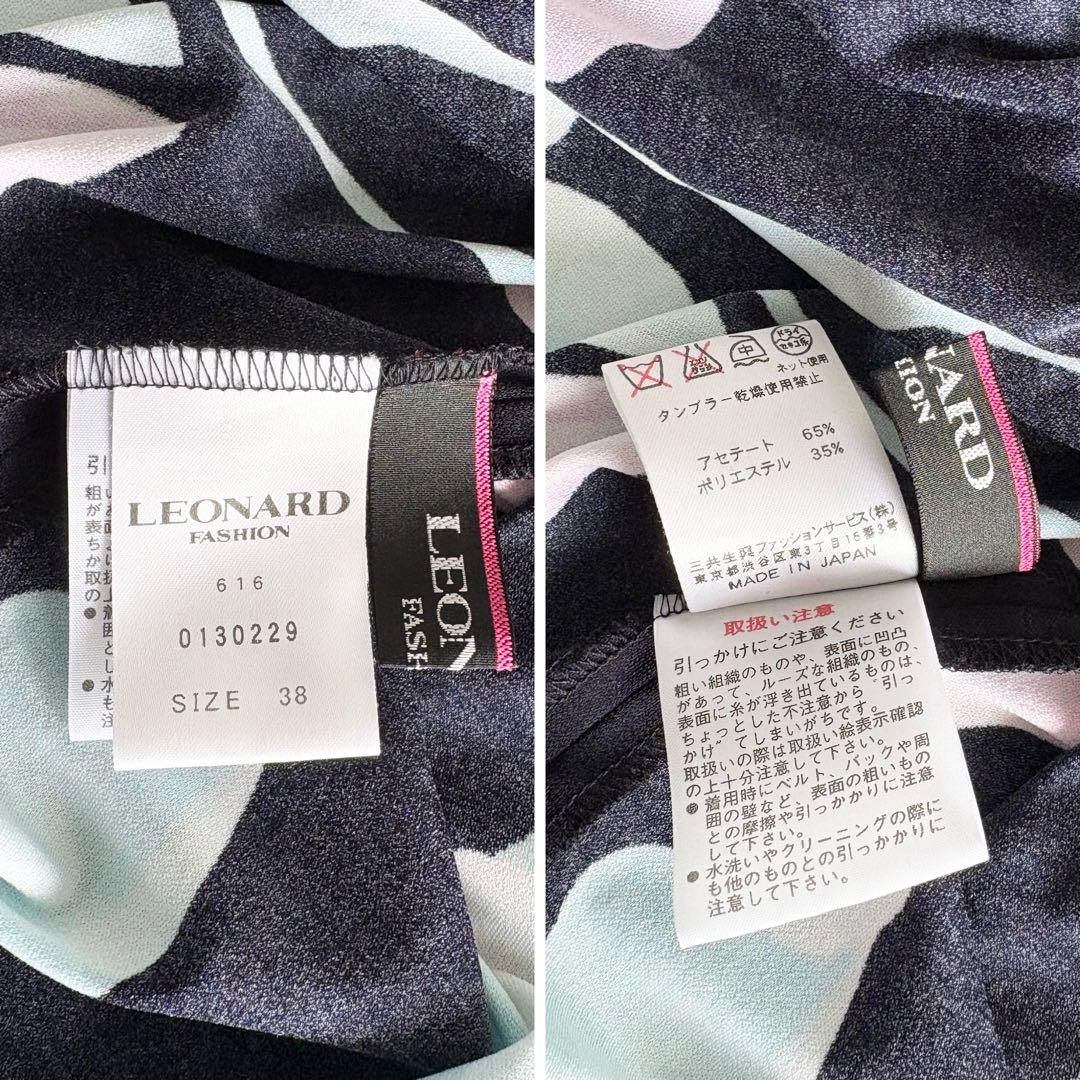 LEONARD
FASHION
616
0130229
SIZE 38
LEON
FASH
ネット使用
タンブラー乾燥使用禁止
アセテート 65%
ポリエステル 35%
三共生興ファッションサービス(株)
東京都渋谷区東3丁目16番3号
MADE IN JAPAN
NARD
ION
取扱い注意
引っかけにご注意ください
粗い組織のものや、表面に凹凸
があって、ルーズな組織のもの、
表面に糸が浮き出ているものは、
ちょっとした不注意から"引っ
かけ"てしまいがちです。
取扱いの際は取扱い絵表示確認
の上十分注意して下さい。
●着用時にベルト、バックや周
囲の壁など、表面の粗いもの
との摩擦や引っかかりに注意
して下さい。
●水洗いやクリーニングの際に
も他のものとの引っかかりに
注意して下さい。